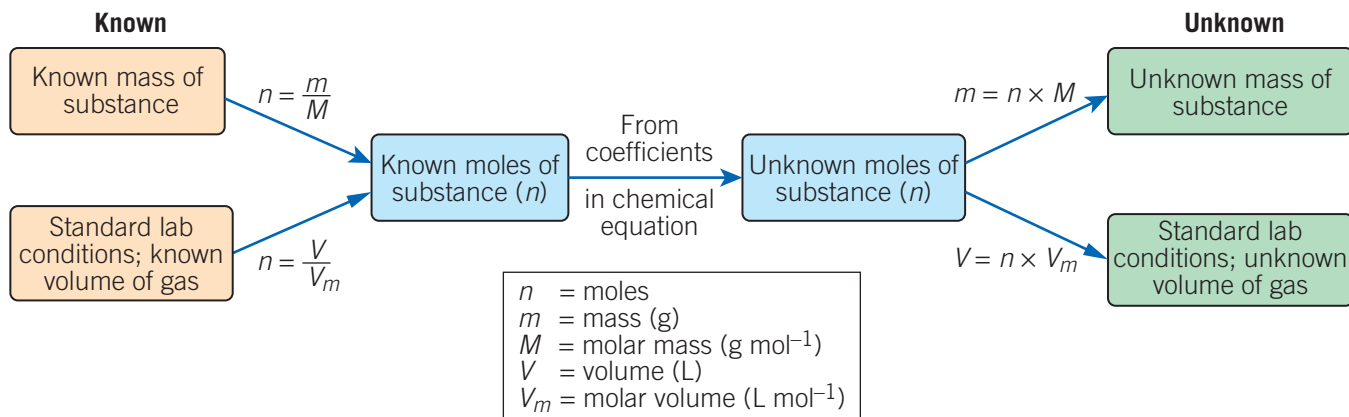 Known
Unknown
Known mass of
substance
n = m/M
Standard lab
conditions; known
volume of gas
n = V/Vₘ
Known moles of
substance (n)
From
coefficients
in chemical
equation
Unknown moles of
substance (n)
m = n × M
Unknown mass of
substance
V = n × Vₘ
Standard lab
conditions; unknown
volume of gas
n = moles
m = mass (g)
M = molar mass (g mol⁻¹)
V = volume (L)
Vₘ = molar volume (L mol⁻¹)